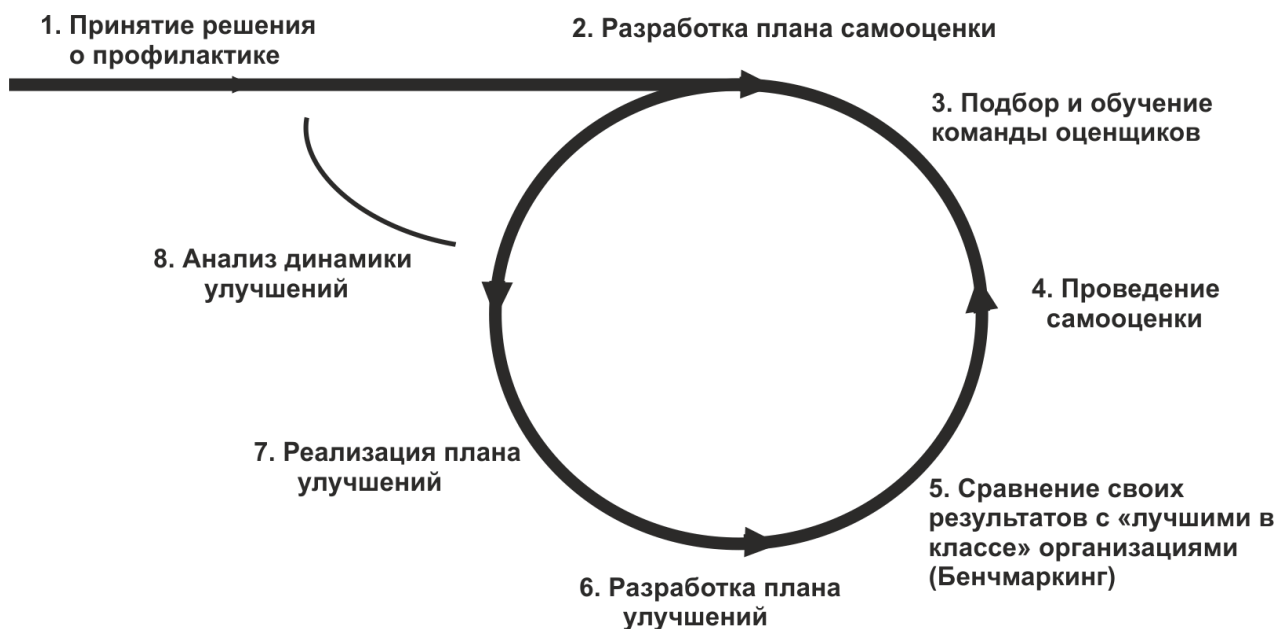 1. Принятие решения
о профилактике
2. Разработка плана самооценки
3. Подбор и обучение
команды оценщиков
4. Проведение
самооценки
5. Сравнение своих
результатов с «лучшими в
классе» организациями
(Бенчмаркинг)
6. Разработка плана
улучшений
7. Реализация плана
улучшений
8. Анализ динамики
улучшений